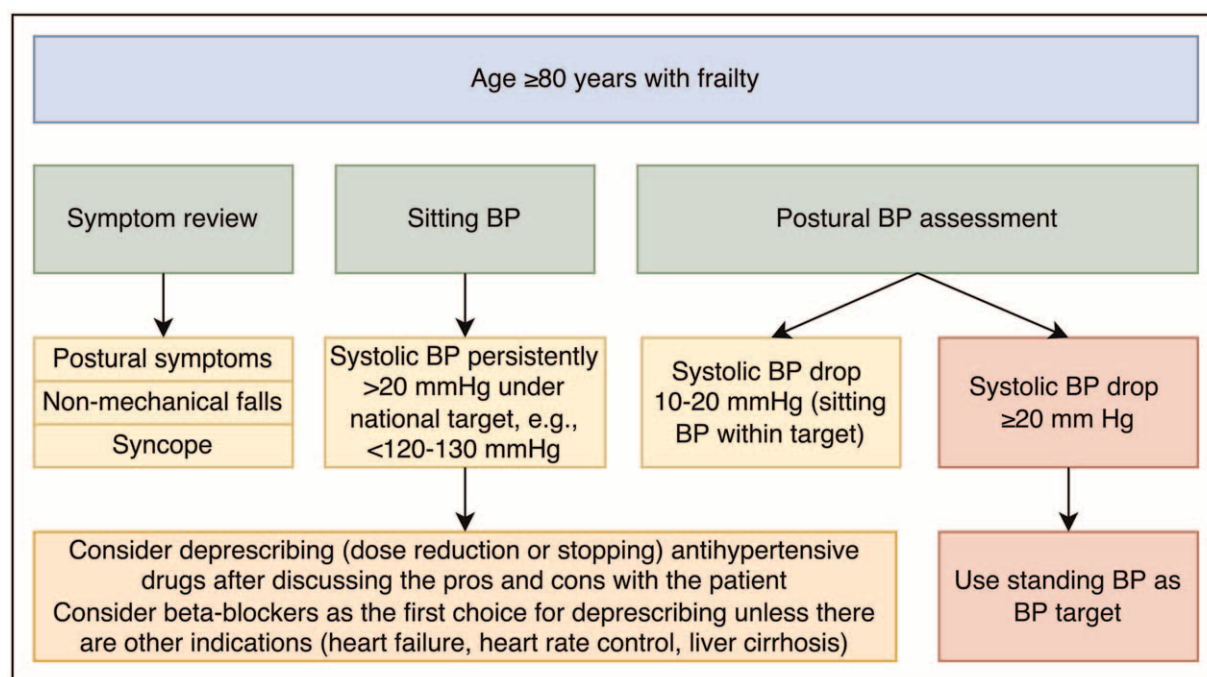 Age ≥80 years with frailty
Symptom review
Sitting BP
Postural BP assessment
Postural symptoms
Non-mechanical falls
Syncope
Systolic BP persistently
>20 mmHg under
national target, e.g.,
<120-130 mmHg
Systolic BP drop
10-20 mmHg (sitting
BP within target)
Systolic BP drop
≥20 mm Hg
Consider deprescribing (dose reduction or stopping) antihypertensive
drugs after discussing the pros and cons with the patient
Consider beta-blockers as the first choice for deprescribing unless there
are other indications (heart failure, heart rate control, liver cirrhosis)
Use standing BP as
BP target